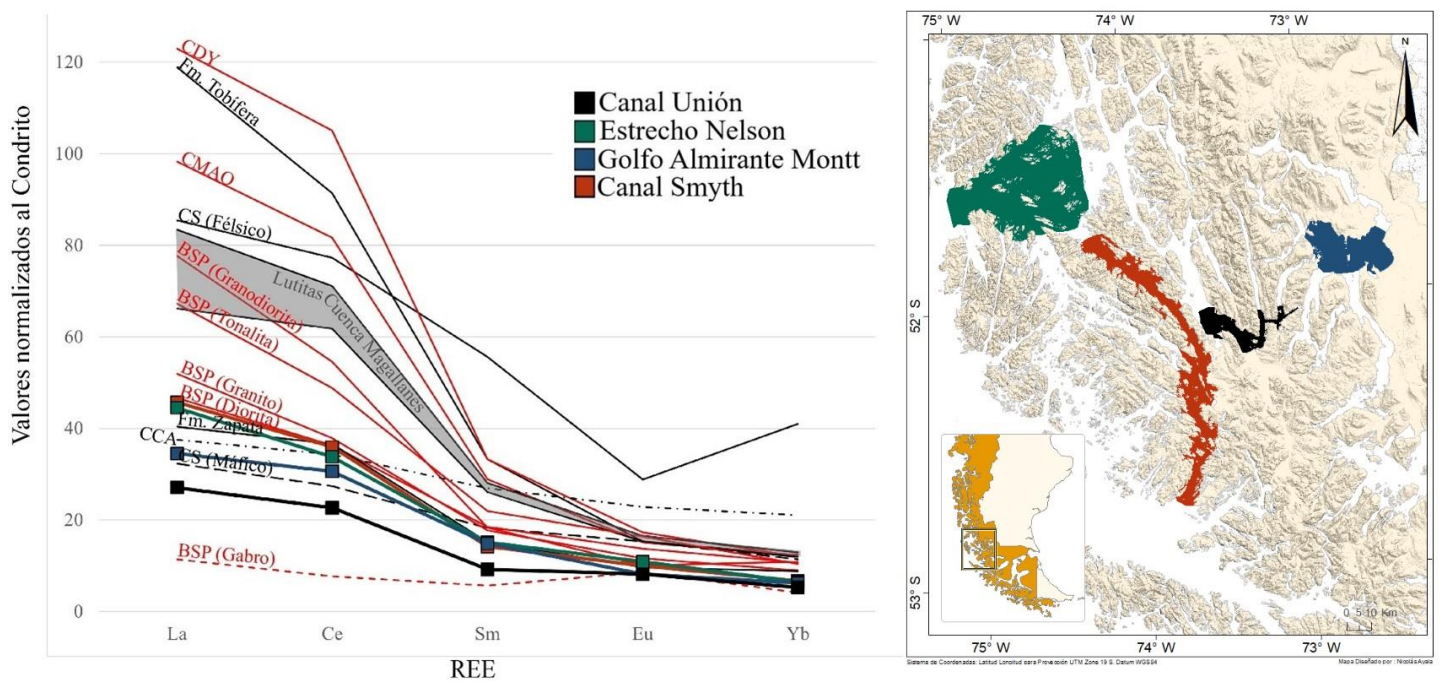 Valores normalizados al Condrito
120
100
80
60
40
20
0
CDY
Fm. Tobífera
CMAO
CS (Félsico)
BSP (Granodiorita)
Lutitas Cuenca Magallanes
BSP (Tonalita)
BSP (Granito)
BSP (Diorita)
Fm. Zapata
CCA
CS (Máfico)
BSP (Gabro)
Canal Unión
Estrecho Nelson
Golfo Almirante Montt
Canal Smyth
La Ce Sm Eu Yb
REE
75° W 74° W 73° W
N
52° S
53° S
0 5 10 Km
75° W 74° W 73° W
Sistema de Coordenadas: Latitud Longitud sara Proyección UTM Zona 19 S. Datum WGS84
Mapa Diseñado por : Nicolás Ayala